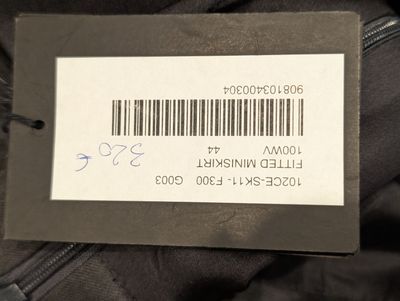 102CE-SK11- F300 G003
FITTED MINISKIRT
100WV 44
320 €
908103400304